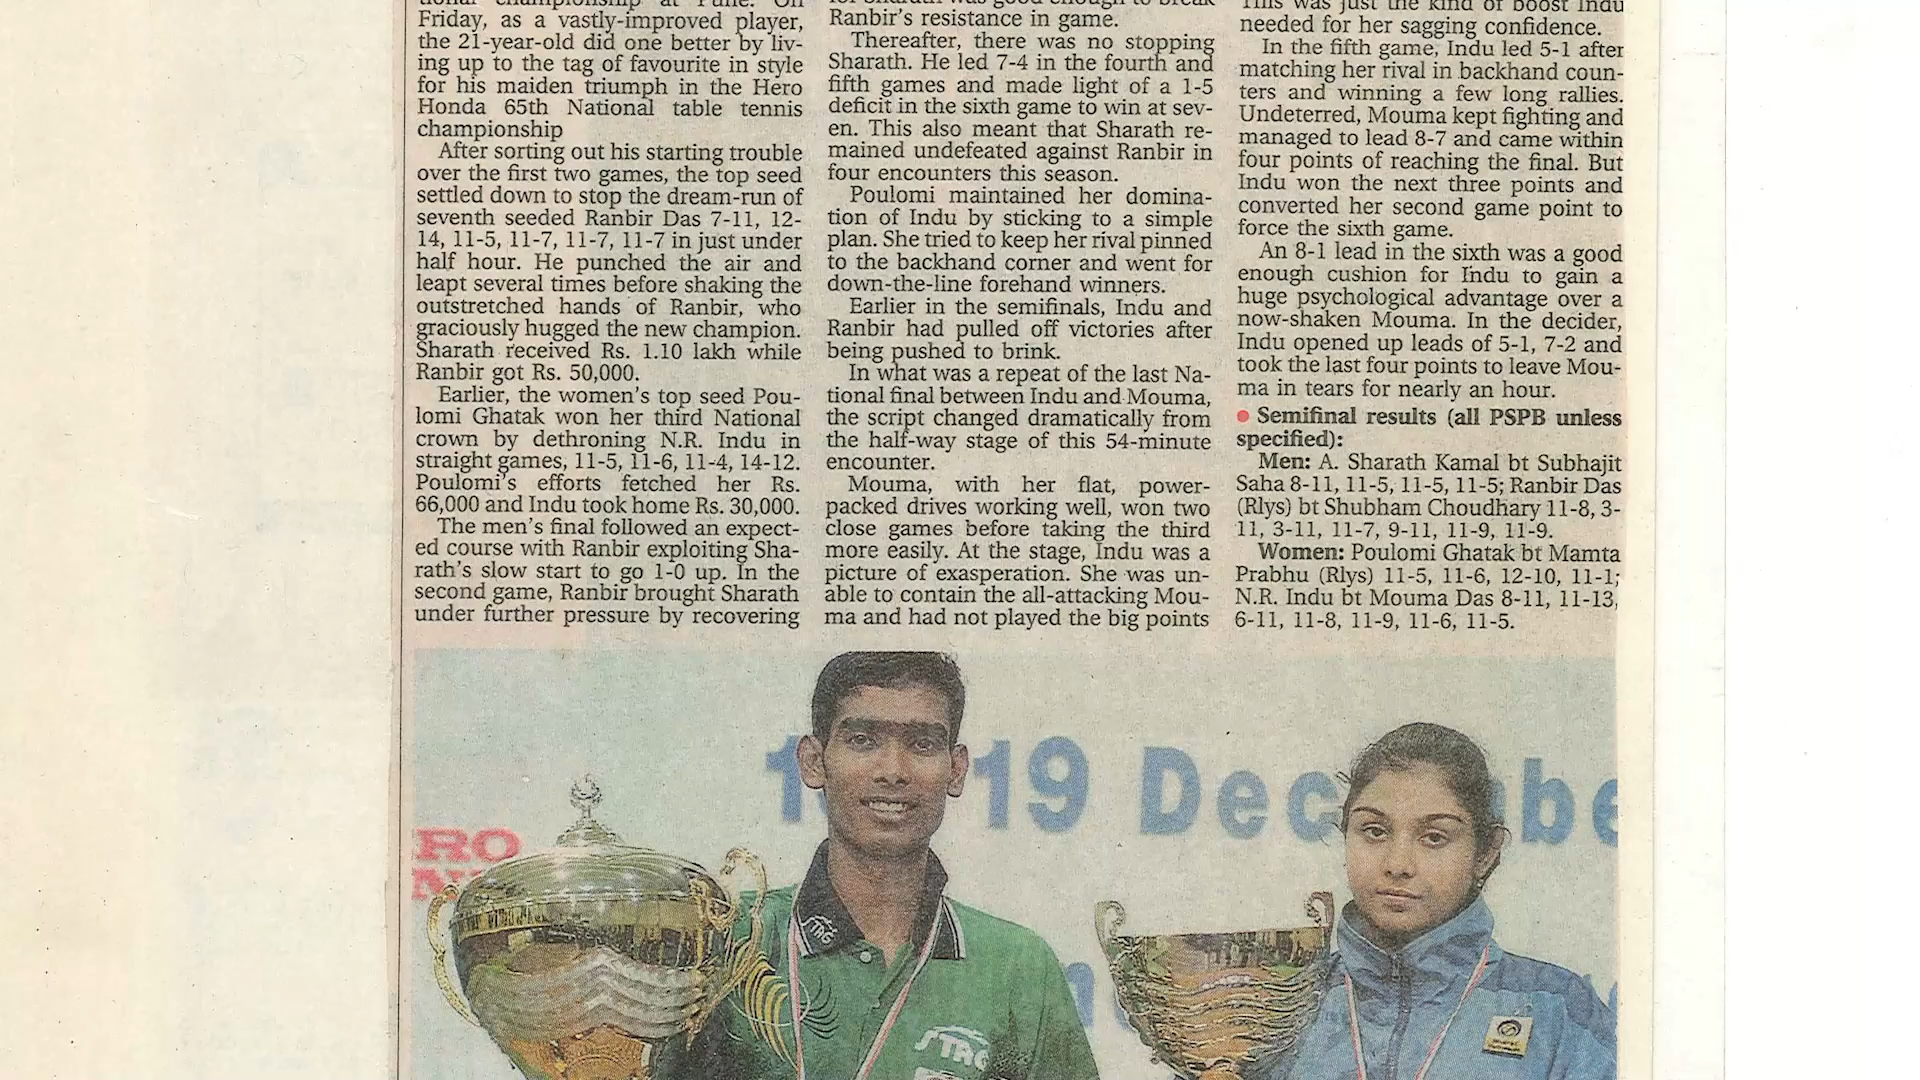 tional championship at Pune. On
Friday, as a vastly-improved player,
the 21-year-old did one better by liv-
ing up to the tag of favourite in style
for his maiden triumph in the Hero
Honda 65th National table tennis
championship
After sorting out his starting trouble
over the first two games, the top seed
settled down to stop the dream-run of
seventh seeded Ranbir Das 7-11, 12-
14, 11-5, 11-7, 11-7, 11-7 in just under
half hour. He punched the air and
leapt several times before shaking the
outstretched hands of Ranbir, who
graciously hugged the new champion.
Sharath received Rs. 1.10 lakh while
Ranbir got Rs. 50,000.
Earlier, the women's top seed Pou-
lomi Ghatak won her third National
crown by dethroning N.R. Indu in
straight games, 11-5, 11-6, 11-4, 14-12.
Poulomi's efforts fetched her Rs.
66,000 and Indu took home Rs. 30,000.
The men's final followed an expect-
ed course with Ranbir exploiting Sha-
rath's slow start to go 1-0 up. In the
second game, Ranbir brought Sharath
under further pressure by recovering
for Sharath was good enough to break
Ranbir's resistance in game.
Thereafter, there was no stopping
Sharath. He led 7-4 in the fourth and
fifth games and made light of a 1-5
deficit in the sixth game to win at sev-
en. This also meant that Sharath re-
mained undefeated against Ranbir in
four encounters this season.
Poulomi maintained her domina-
tion of Indu by sticking to a simple
plan. She tried to keep her rival pinned
to the backhand corner and went for
down-the-line forehand winners.
Earlier in the semifinals, Indu and
Ranbir had pulled off victories after
being pushed to brink.
In what was a repeat of the last Na-
tional final between Indu and Mouma,
the script changed dramatically from
the half-way stage of this 54-minute
encounter.
Mouma, with her flat, power-
packed drives working well, won two
close games before taking the third
more easily. At the stage, Indu was a
picture of exasperation. She was un-
able to contain the all-attacking Mou-
ma and had not played the big points
This was just the kind of boost Indu
needed for her sagging confidence.
In the fifth game, Indu led 5-1 after
matching her rival in backhand coun-
ters and winning a few long rallies.
Undeterred, Mouma kept fighting and
managed to lead 8-7 and came within
four points of reaching the final. But
Indu won the next three points and
converted her second game point to
force the sixth game.
An 8-1 lead in the sixth was a good
enough cushion for Indu to gain a
huge psychological advantage over a
now-shaken Mouma. In the decider,
Indu opened up leads of 5-1, 7-2 and
took the last four points to leave Mou-
ma in tears for nearly an hour.
● Semifinal results (all PSPB unless
specified):
Men: A. Sharath Kamal bt Subhajit
Saha 8-11, 11-5, 11-5, 11-5; Ranbir Das
(Rlys) bt Shubham Choudhary 11-8, 3-
11, 3-11, 11-7, 9-11, 11-9, 11-9.
Women: Poulomi Ghatak bt Mamta
Prabhu (Rlys) 11-5, 11-6, 12-10, 11-1;
N.R. Indu bt Mouma Das 8-11, 11-13,
6-11, 11-8, 11-9, 11-6, 11-5.
19 Dec be
RO
STAG
STAG